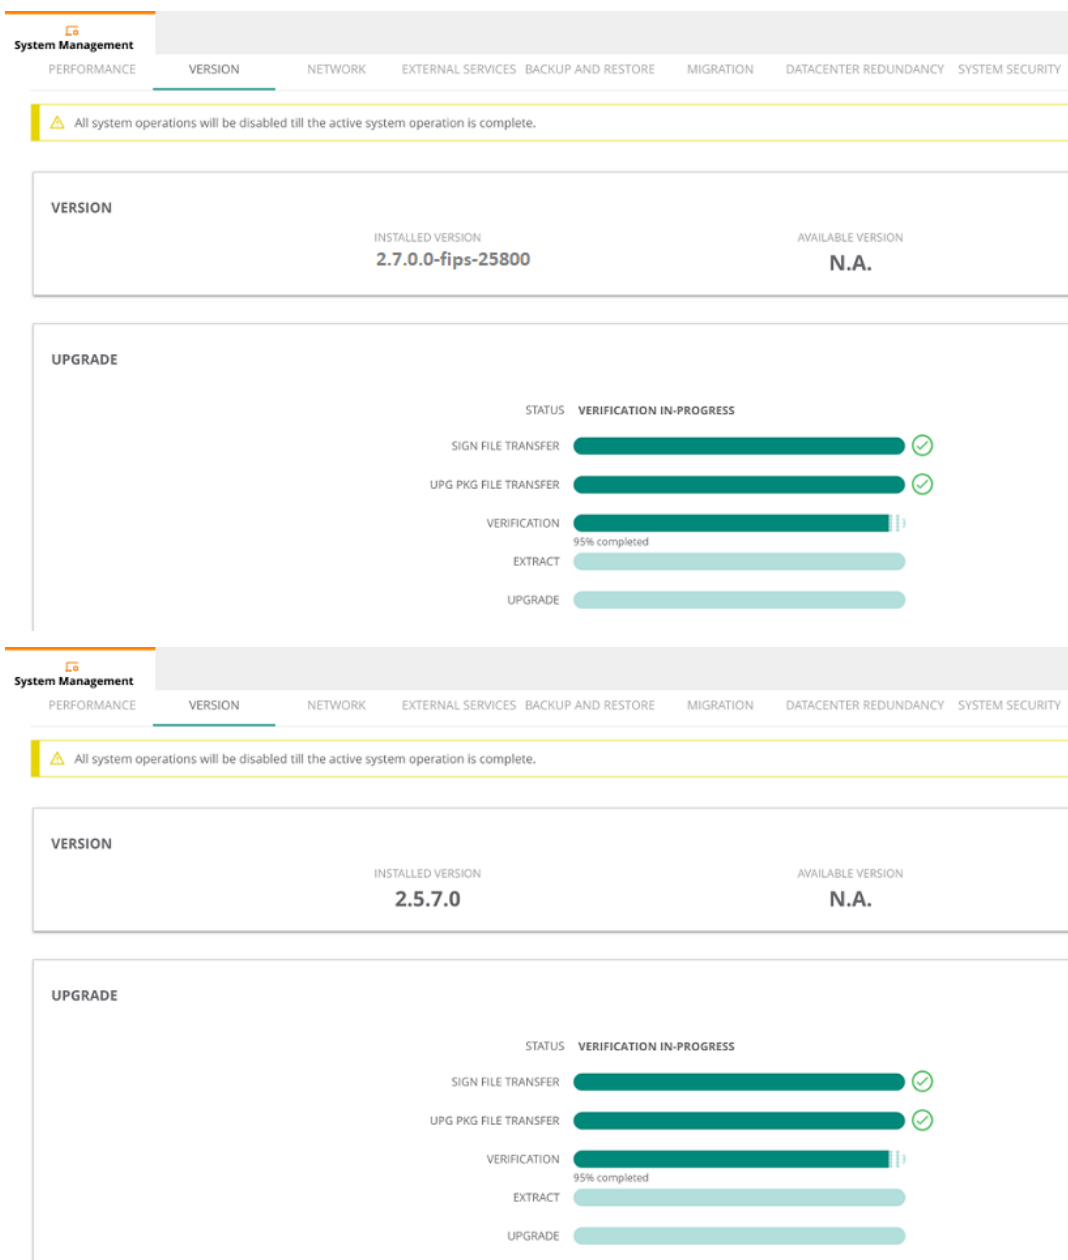 System Management
PERFORMANCE VERSION NETWORK EXTERNAL SERVICES BACKUP AND RESTORE MIGRATION DATACENTER REDUNDANCY SYSTEM SECURITY
All system operations will be disabled till the active system operation is complete.
VERSION
INSTALLED VERSION AVAILABLE VERSION
2.7.0.0-fips-25800 N.A.
UPGRADE
STATUS VERIFICATION IN-PROGRESS
SIGN FILE TRANSFER
UPG PKG FILE TRANSFER
VERIFICATION
95% completed
EXTRACT
UPGRADE
System Management
PERFORMANCE VERSION NETWORK EXTERNAL SERVICES BACKUP AND RESTORE MIGRATION DATACENTER REDUNDANCY SYSTEM SECURITY
All system operations will be disabled till the active system operation is complete.
VERSION
INSTALLED VERSION AVAILABLE VERSION
2.5.7.0 N.A.
UPGRADE
STATUS VERIFICATION IN-PROGRESS
SIGN FILE TRANSFER
UPG PKG FILE TRANSFER
VERIFICATION
95% completed
EXTRACT
UPGRADE